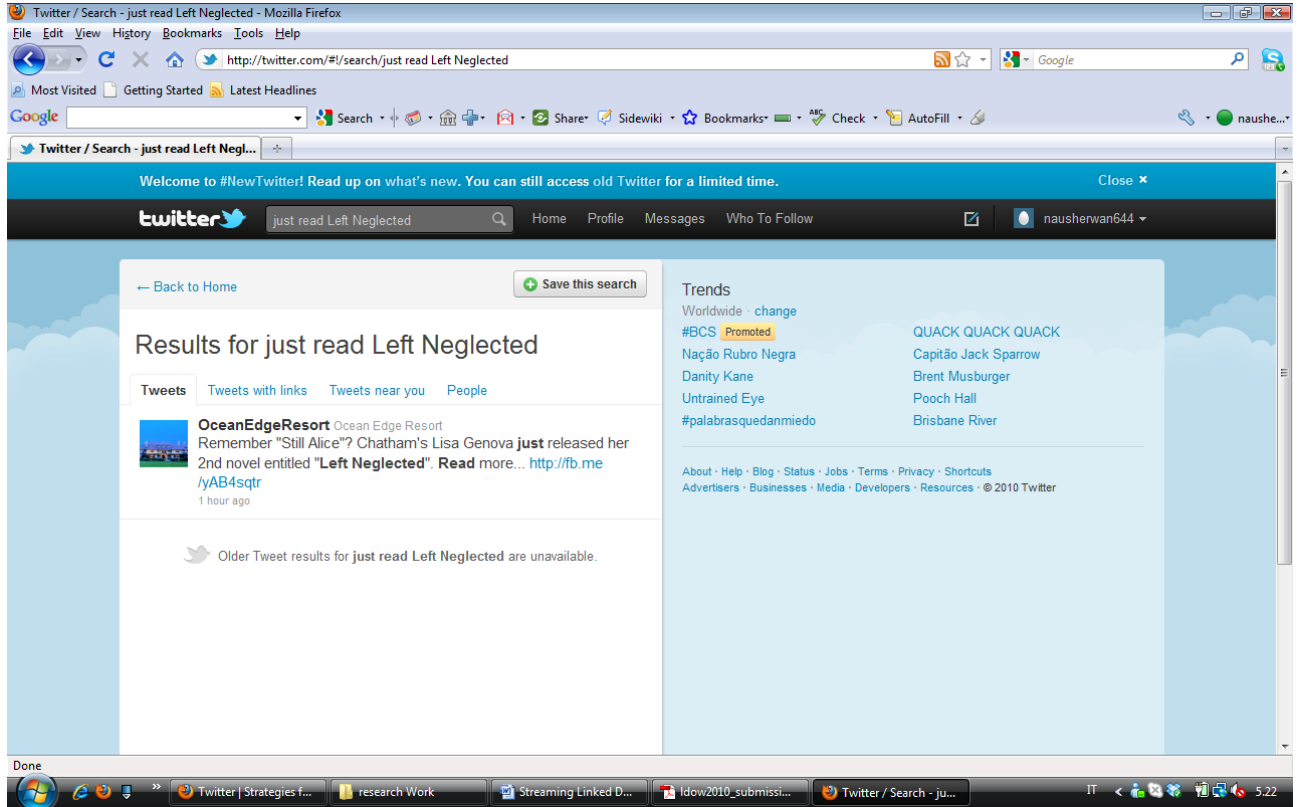 Twitter / Search - just read Left Neglected - Mozilla Firefox
File Edit View History Bookmarks Tools Help
http://twitter.com/#!/search/just read Left Neglected
Google
Most Visited Getting Started Latest Headlines
Google Search Share Sidewiki Bookmarks ABC Check AutoFill naushe...
Twitter / Search - just read Left Negl...
Welcome to #NewTwitter! Read up on what's new. You can still access old Twitter for a limited time. Close ×
twitter just read Left Neglected Home Profile Messages Who To Follow nausherwan644
← Back to Home
Save this search
Results for just read Left Neglected
Tweets Tweets with links Tweets near you People
OceanEdgeResort Ocean Edge Resort
Remember "Still Alice"? Chatham's Lisa Genova just released her
2nd novel entitled "Left Neglected". Read more... http://fb.me
/yAB4sqtr
1 hour ago
Older Tweet results for just read Left Neglected are unavailable.
Trends
Worldwide · change
#BCS Promoted
Nação Rubro Negra
Danity Kane
Untrained Eye
#palabrasquedanmiedo
QUACK QUACK QUACK
Capitão Jack Sparrow
Brent Musburger
Pooch Hall
Brisbane River
About · Help · Blog · Status · Jobs · Terms · Privacy · Shortcuts
Advertisers · Businesses · Media · Developers · Resources · © 2010 Twitter
Done
Twitter | Strategies f... research Work Streaming Linked D... ldow2010_submissi... Twitter / Search - ju... IT 5.22